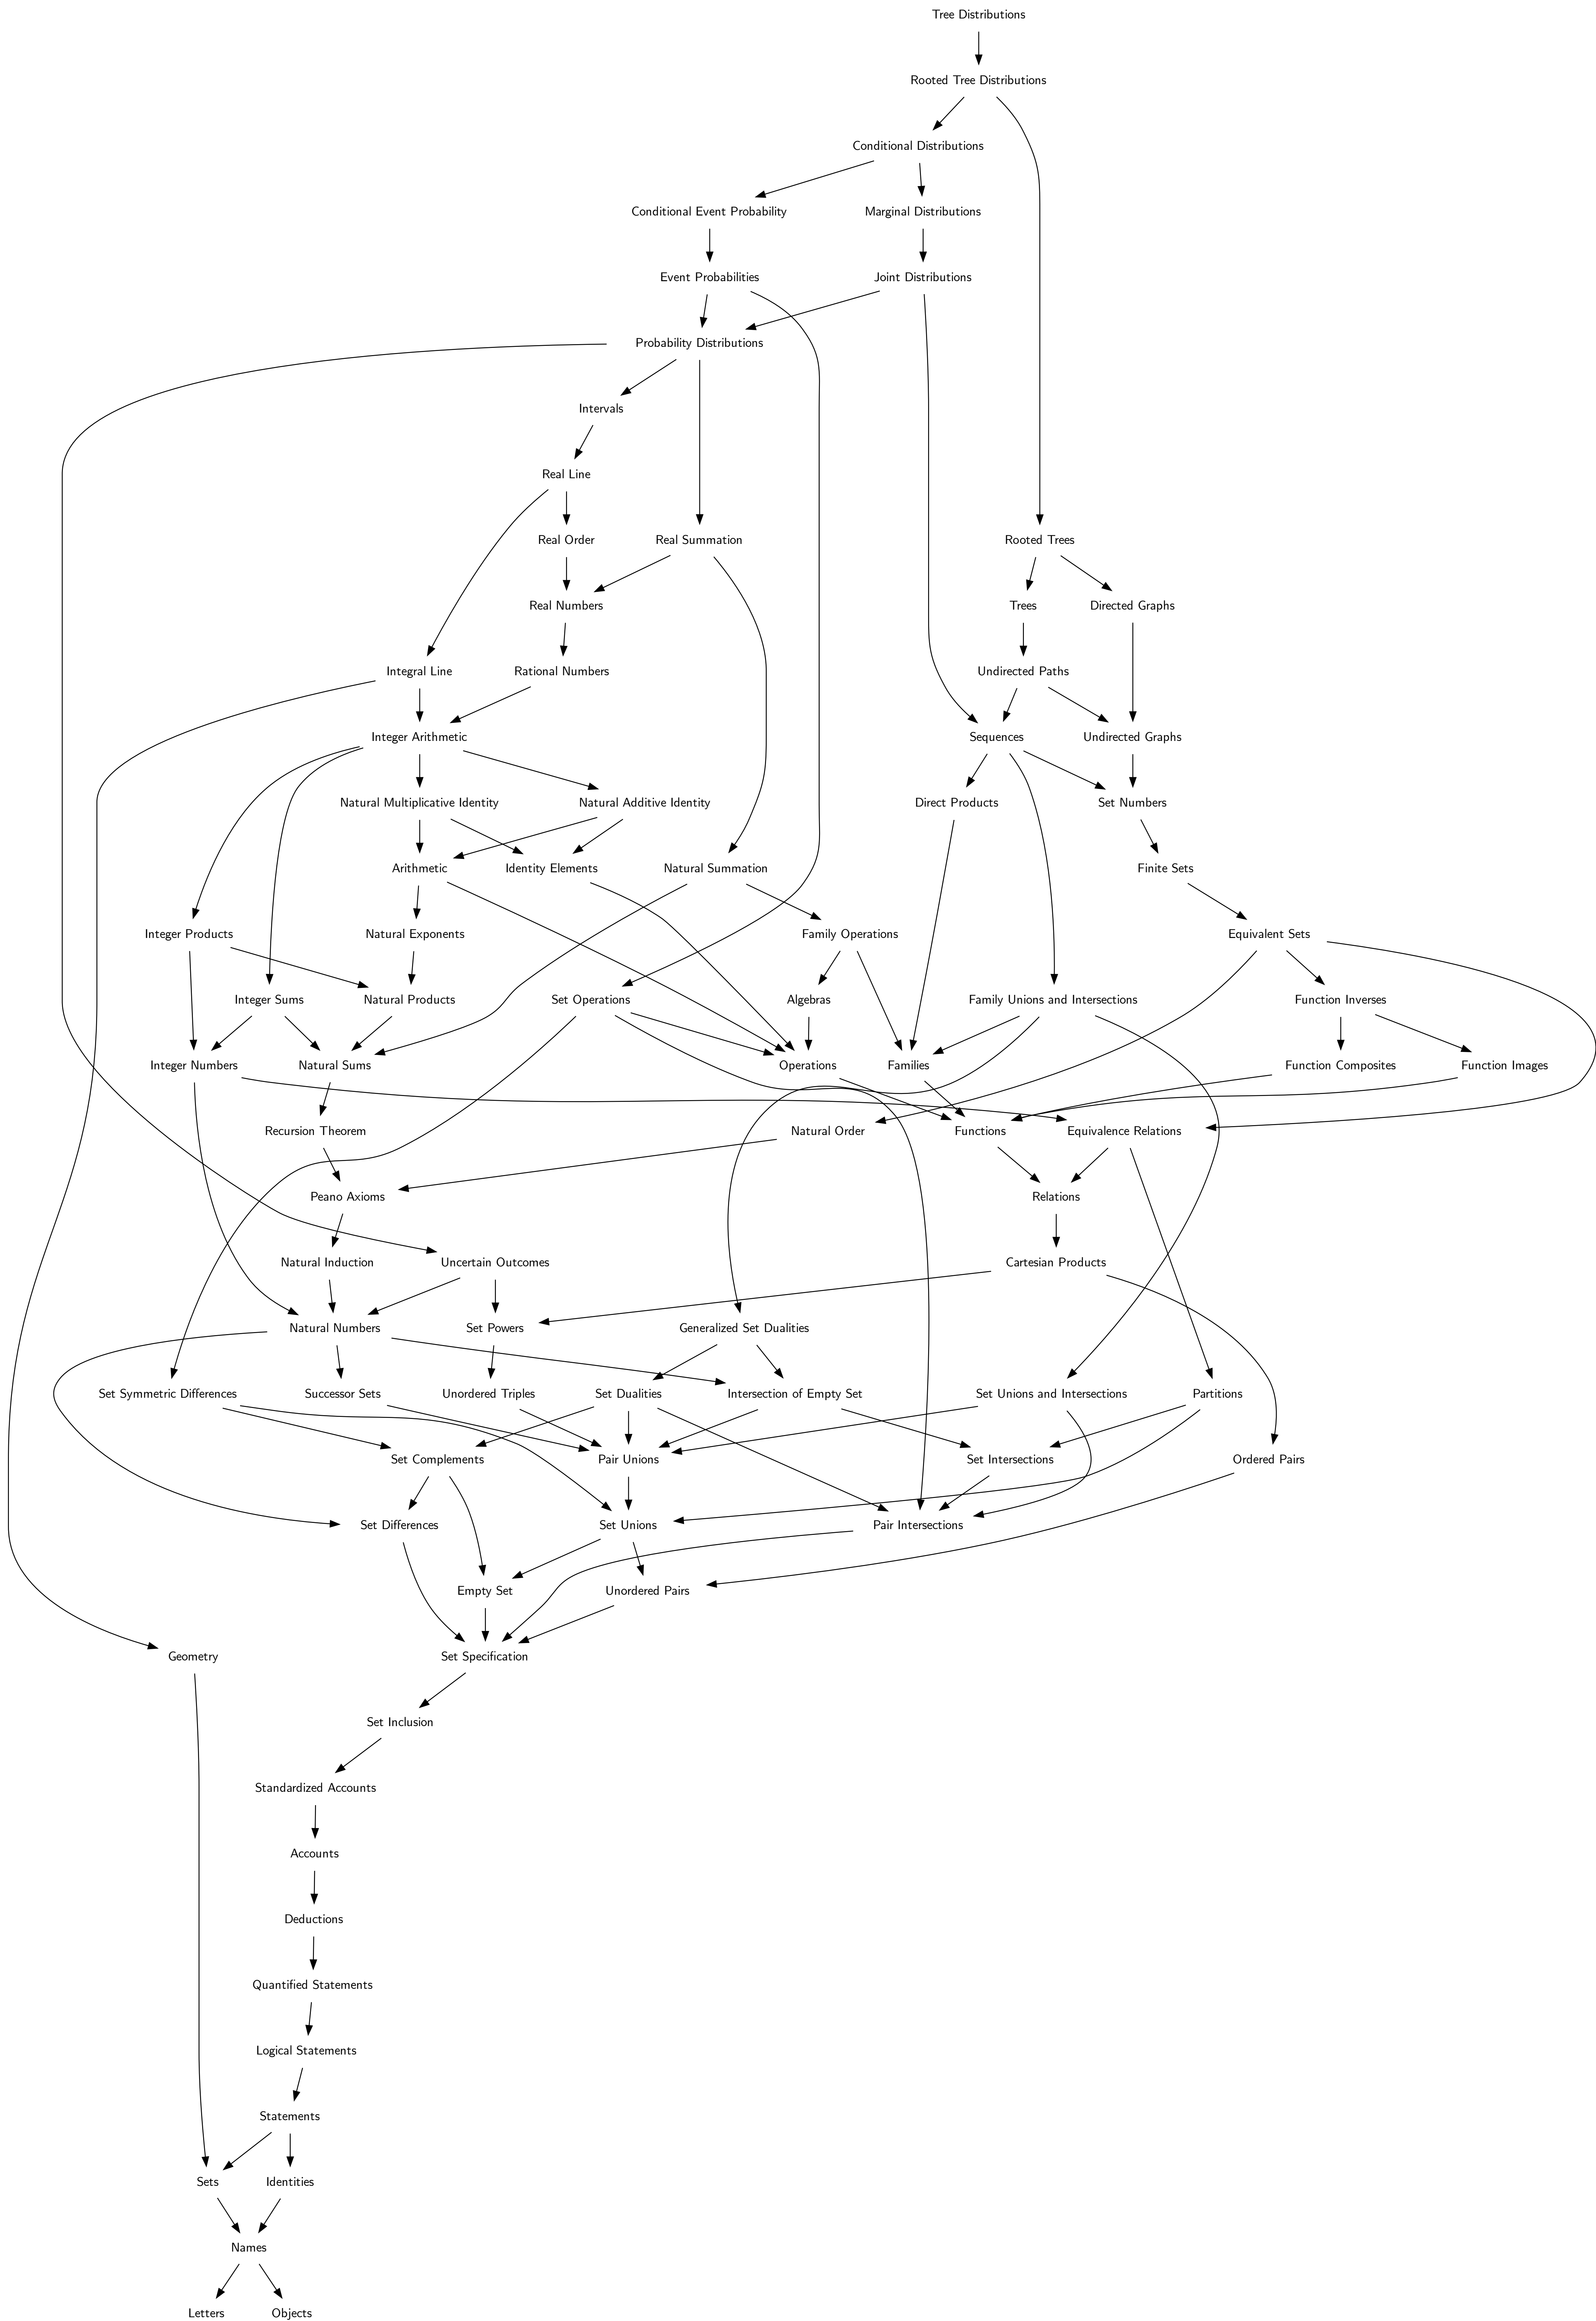 Tree Distributions
Rooted Tree Distributions
Conditional Distributions
Conditional Event Probability
Marginal Distributions
Event Probabilities
Joint Distributions
Probability Distributions
Intervals
Real Line
Real Order
Real Summation
Rooted Trees
Real Numbers
Trees
Directed Graphs
Integral Line
Rational Numbers
Undirected Paths
Integer Arithmetic
Sequences
Undirected Graphs
Natural Multiplicative Identity
Natural Additive Identity
Direct Products
Set Numbers
Arithmetic
Identity Elements
Natural Summation
Finite Sets
Integer Products
Natural Exponents
Family Operations
Equivalent Sets
Integer Sums
Natural Products
Set Operations
Algebras
Family Unions and Intersections
Function Inverses
Integer Numbers
Natural Sums
Operations
Families
Function Composites
Function Images
Recursion Theorem
Natural Order
Functions
Equivalence Relations
Peano Axioms
Relations
Natural Induction
Uncertain Outcomes
Cartesian Products
Natural Numbers
Set Powers
Generalized Set Dualities
Set Symmetric Differences
Successor Sets
Unordered Triples
Set Dualities
Intersection of Empty Set
Set Unions and Intersections
Partitions
Set Complements
Pair Unions
Set Intersections
Ordered Pairs
Set Differences
Set Unions
Pair Intersections
Empty Set
Unordered Pairs
Geometry
Set Specification
Set Inclusion
Standardized Accounts
Accounts
Deductions
Quantified Statements
Logical Statements
Statements
Sets
Identities
Names
Letters
Objects